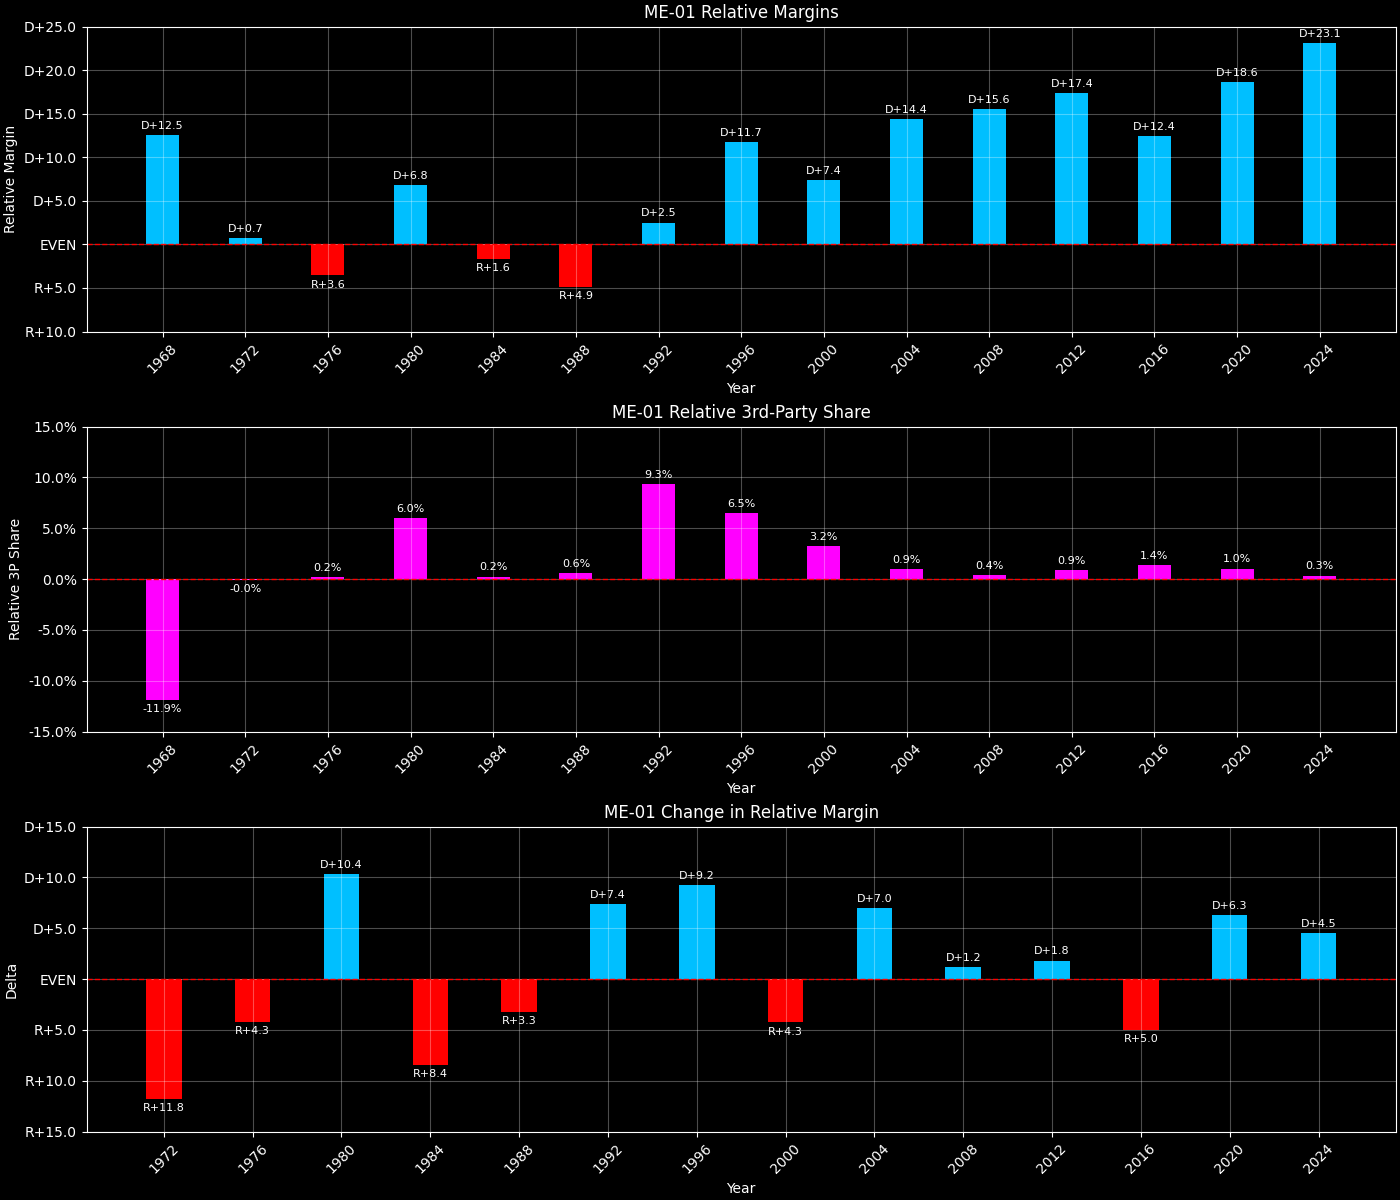 ME-01 Relative Margins
Relative Margin
D+25.0
D+20.0
D+15.0
D+10.0
D+5.0
EVEN
R+5.0
R+10.0
D+12.5
D+0.7
R+3.6
D+6.8
R+1.6
R+4.9
D+2.5
D+11.7
D+7.4
D+14.4
D+15.6
D+17.4
D+12.4
D+18.6
D+23.1
1968 1972 1976 1980 1984 1988 1992 1996 2000 2004 2008 2012 2016 2020 2024
Year
ME-01 Relative 3rd-Party Share
Relative 3P Share
15.0%
10.0%
5.0%
0.0%
-5.0%
-10.0%
-15.0%
-11.9%
-0.0%
0.2%
6.0%
0.2%
0.6%
9.3%
6.5%
3.2%
0.9%
0.4%
0.9%
1.4%
1.0%
0.3%
1968 1972 1976 1980 1984 1988 1992 1996 2000 2004 2008 2012 2016 2020 2024
Year
ME-01 Change in Relative Margin
Delta
D+15.0
D+10.0
D+5.0
EVEN
R+5.0
R+10.0
R+15.0
R+11.8
R+4.3
D+10.4
R+8.4
R+3.3
D+7.4
D+9.2
R+4.3
D+7.0
D+1.2
D+1.8
R+5.0
D+6.3
D+4.5
1972 1976 1980 1984 1988 1992 1996 2000 2004 2008 2012 2016 2020 2024
Year